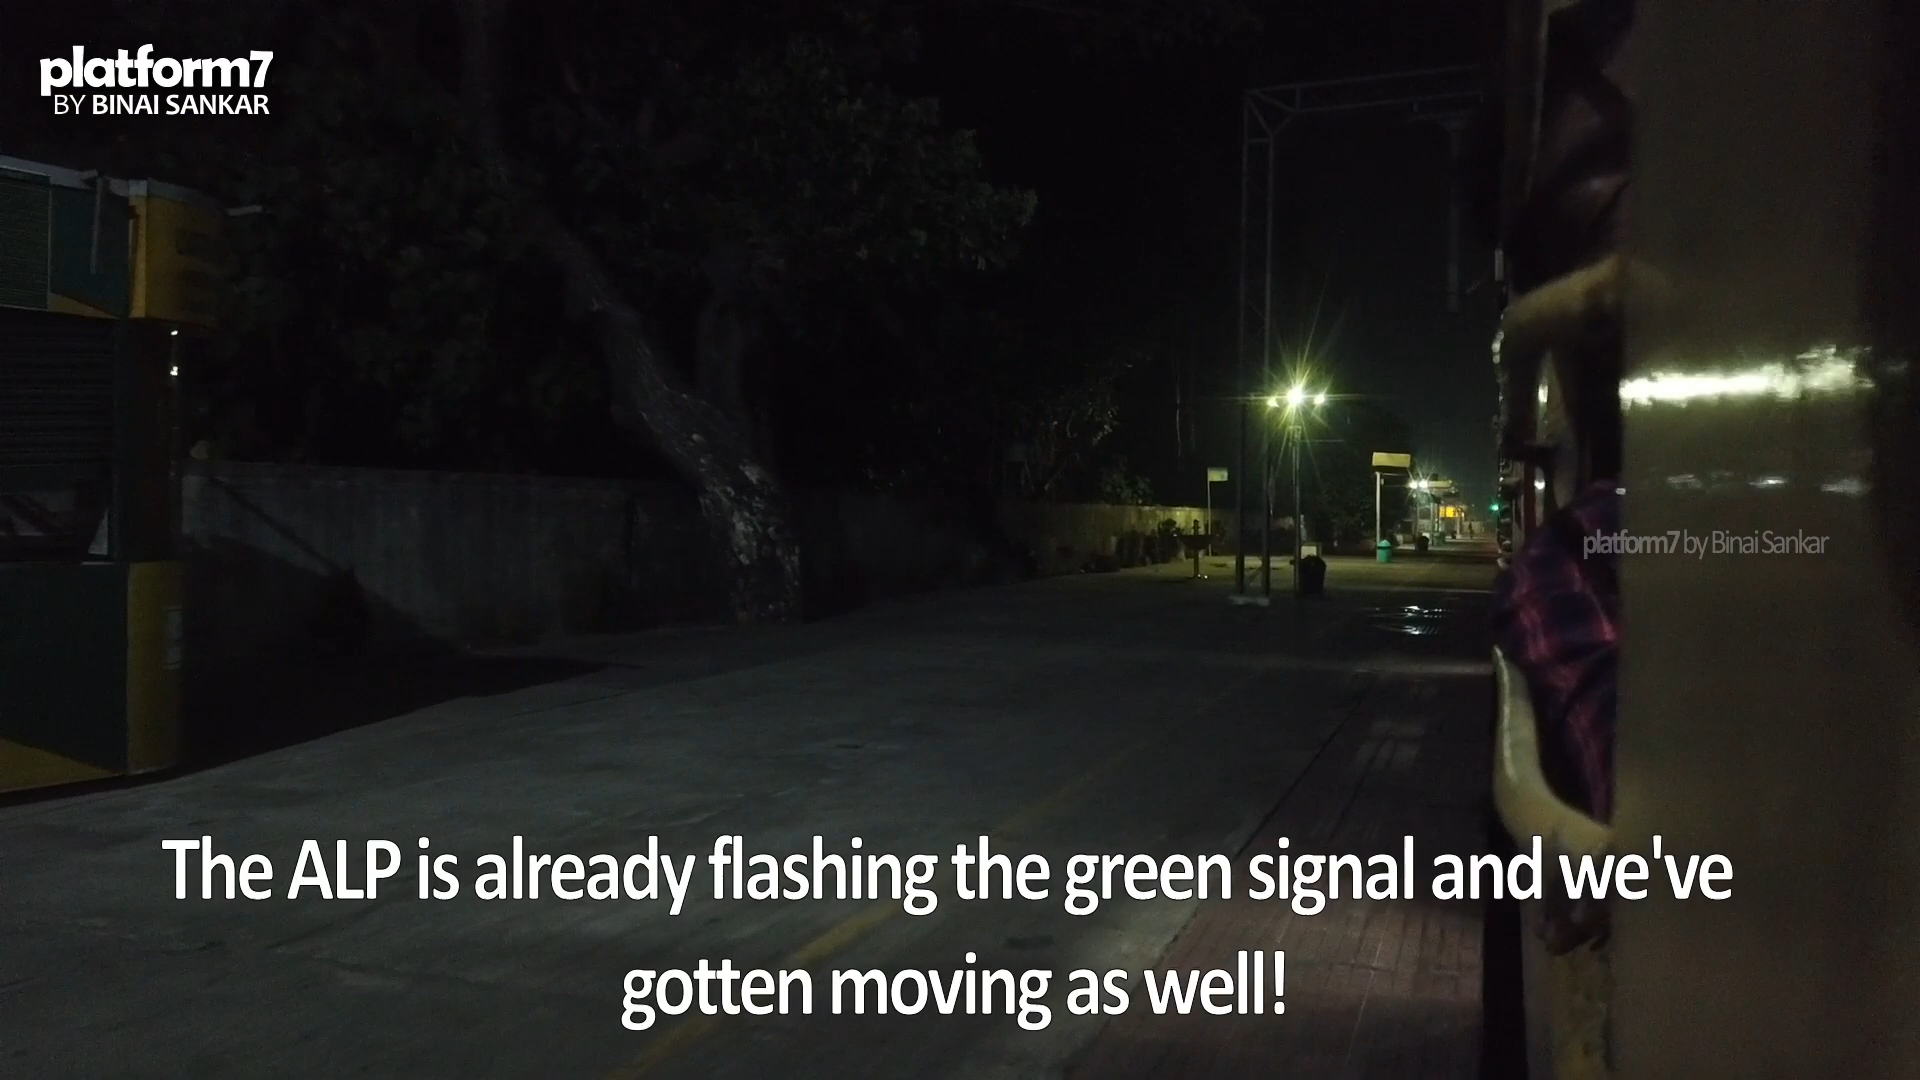 platform7
BY BINAI SANKAR
platform7 by Binai Sankar
The ALP is already flashing the green signal and we've
gotten moving as well!